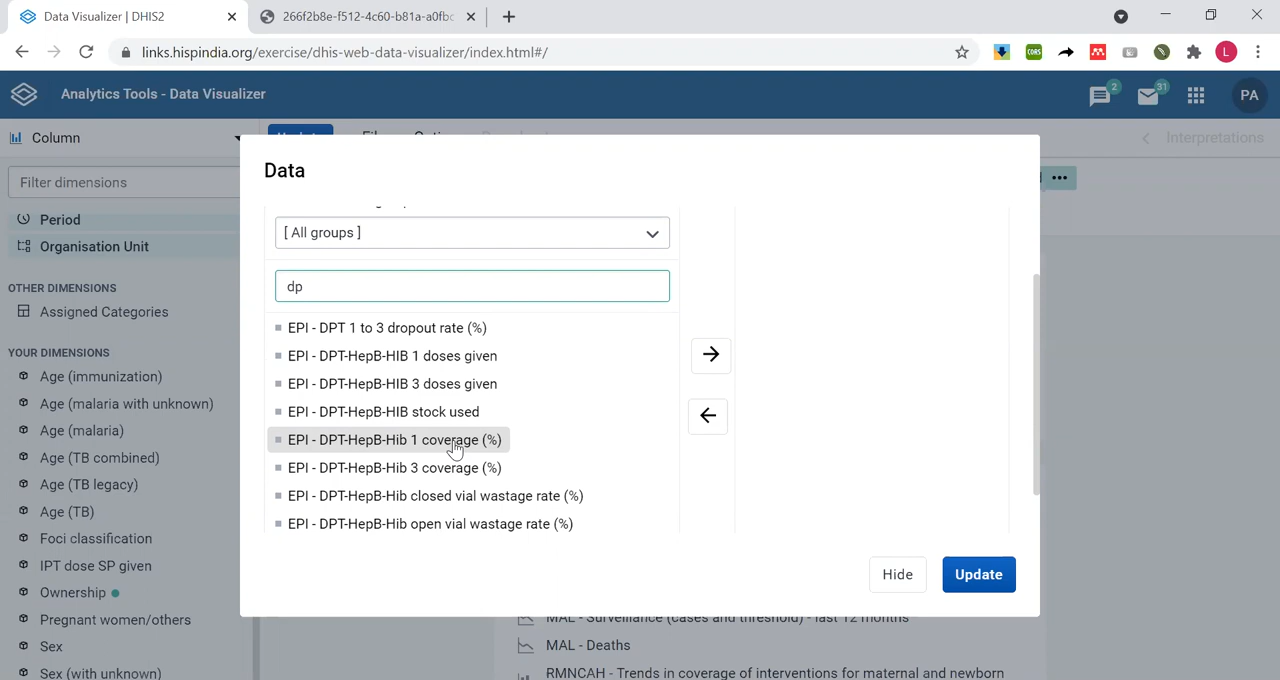 Data Visualizer | DHIS2
266f2b8e-f512-4c60-b81a-a0fbc
links.hispindia.org/exercise/dhis-web-data-visualizer/index.html#/
CORS
L
Analytics Tools - Data Visualizer
2
31
PA
Column
Interpretations
Filter dimensions
Period
Organisation Unit
OTHER DIMENSIONS
Assigned Categories
YOUR DIMENSIONS
Age (immunization)
Age (malaria with unknown)
Age (malaria)
Age (TB combined)
Age (TB legacy)
Age (TB)
Foci classification
IPT dose SP given
Ownership
Pregnant women/others
Sex
Sex (with unknown)
Data
[ All groups ]
dp
EPI - DPT 1 to 3 dropout rate (%)
EPI - DPT-HepB-HIB 1 doses given
EPI - DPT-HepB-HIB 3 doses given
EPI - DPT-HepB-HIB stock used
EPI - DPT-HepB-Hib 1 coverage (%)
EPI - DPT-HepB-Hib 3 coverage (%)
EPI - DPT-HepB-Hib closed vial wastage rate (%)
EPI - DPT-HepB-Hib open vial wastage rate (%)
Hide
Update
MAL - Surveillance (cases and threshold) - last 12 months
MAL - Deaths
RMNCAH - Trends in coverage of interventions for maternal and newborn